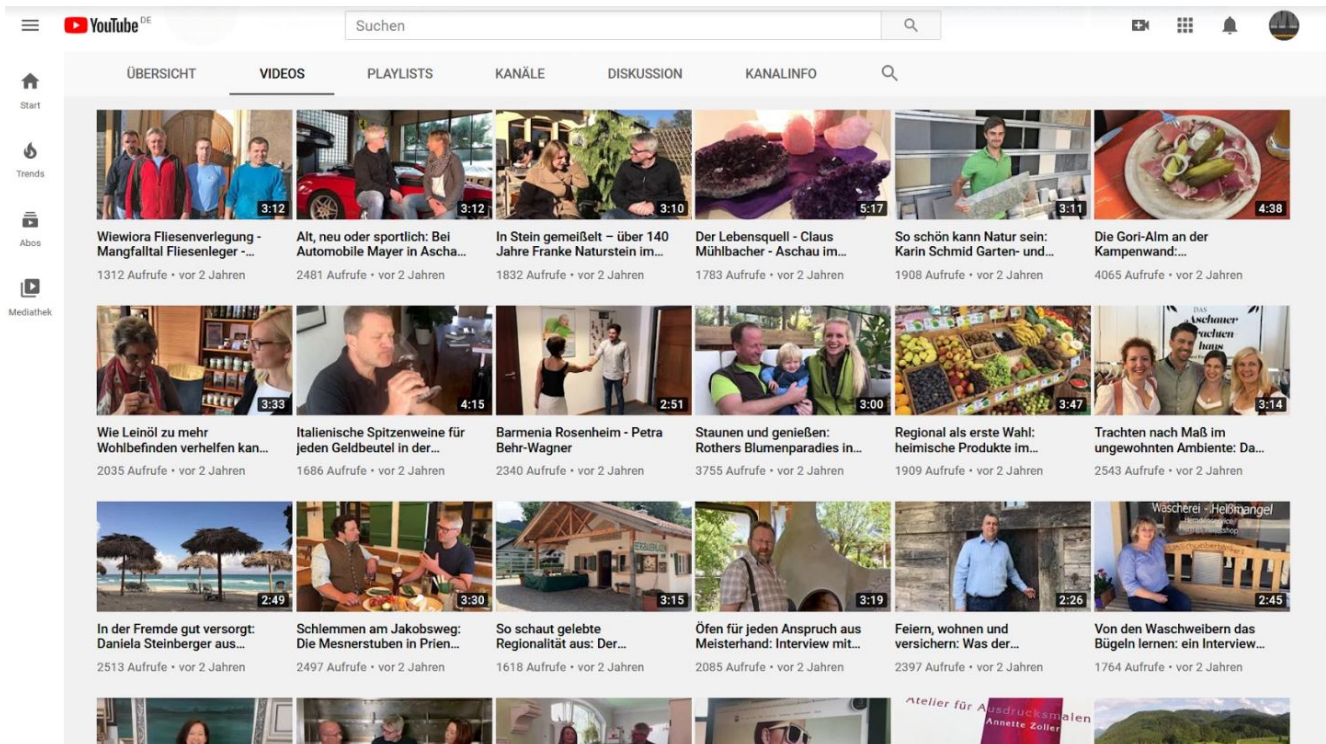 YouTube DE
Suchen
ÜBERSICHT VIDEOS PLAYLISTS KANÄLE DISKUSSION KANALINFO
Start
Trends
Abos
Mediathek
3:12 3:12 3:10 5:17 3:11 4:38
Wiewiora Fliesenverlegung -
Mangfalltal Fliesenleger -...
1312 Aufrufe • vor 2 Jahren
Alt, neu oder sportlich: Bei
Automobile Mayer in Ascha...
2481 Aufrufe • vor 2 Jahren
In Stein gemeißelt – über 140
Jahre Franke Naturstein im...
1832 Aufrufe • vor 2 Jahren
Der Lebensquell - Claus
Mühlbacher - Aschau im...
1783 Aufrufe • vor 2 Jahren
So schön kann Natur sein:
Karin Schmid Garten- und...
1908 Aufrufe • vor 2 Jahren
Die Gori-Alm an der
Kampenwand:...
4065 Aufrufe • vor 2 Jahren
DAS
Aschauer
trachten
haus
3:33 4:15 2:51 3:00 3:47 3:14
Wie Leinöl zu mehr
Wohlbefinden verhelfen kan...
2035 Aufrufe • vor 2 Jahren
Italienische Spitzenweine für
jeden Geldbeutel in der...
1686 Aufrufe • vor 2 Jahren
Barmenia Rosenheim - Petra
Behr-Wagner
2340 Aufrufe • vor 2 Jahren
Staunen und genießen:
Rothers Blumenparadies in...
3755 Aufrufe • vor 2 Jahren
Regional als erste Wahl:
heimische Produkte im...
1909 Aufrufe • vor 2 Jahren
Trachten nach Maß im
ungewohnten Ambiente: Da...
2543 Aufrufe • vor 2 Jahren
Wäscherei - Heißmangel
2:49 3:30 3:15 3:19 2:26 2:45
In der Fremde gut versorgt:
Daniela Steinberger aus...
2513 Aufrufe • vor 2 Jahren
Schlemmen am Jakobsweg:
Die Mesnerstuben in Prien...
2497 Aufrufe • vor 2 Jahren
So schaut gelebte
Regionalität aus: Der...
1618 Aufrufe • vor 2 Jahren
Öfen für jeden Anspruch aus
Meisterhand: Interview mit...
2085 Aufrufe • vor 2 Jahren
Feiern, wohnen und
versichern: Was der...
2397 Aufrufe • vor 2 Jahren
Von den Waschweibern das
Bügeln lernen: ein Interview...
1764 Aufrufe • vor 2 Jahren
Atelier für Ausdrucksmalen
Annette Zoller